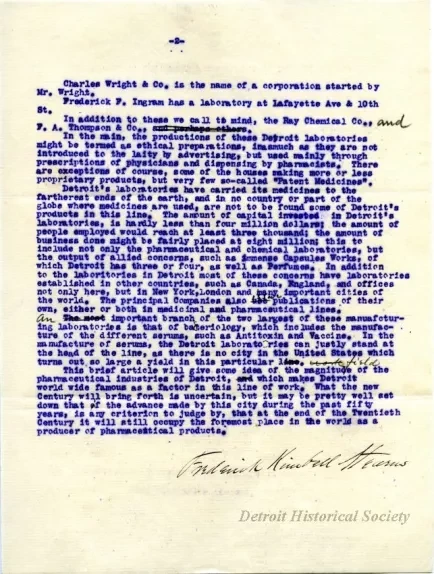 -2-
Charles Wright & Co. is the name of a corporation started by
Mr. Wright.
Frederick F. Ingram has a laboratory at Lafayette Ave & 10th
St.
In addition to these we call to mind, the Ray Chemical Co., and
F. A. Thompson & Co., and perhaps others.
In the main, the productions of these Detroit laboratories
might be termed as ethical preparations, inasmuch as they are not
introduced to the laity by advertising, but used mainly through
prescriptions of physicians and dispensing by pharmacists. There
are exceptions of course, some of the houses making more or less
proprietary products, but very few so-called "Patent Medicines".
Detroit's laboratories have carried its medicines to the
fartherest ends of the earth, and in no country or part of the
globe where medicines are used, are not to be found some of Detroit's
products in this line. The amount of capital invested in Detroit's
laboratories, is hardly less than four million dollars; the amount of
people employed would reach at least three thousand; the amount of
business done might be fairly placed at eight million; this to
include not only the pharmaceutical and chemical laboratories, but
the output of allied concerns, such as immense Capsules Works, of
which Detroit has three or four, as well as Perfumes. In addition
to the laboritories in Detroit most of these concerns have laboratories
established in other countries, such as Canada, England, and offices
not only here, but in New York, London and many important cities of
the world. The principal Companies also publications of their
own, either or both in medicinal and pharmaceutical lines.
An The most important branch of the two largest of these manufactur-
ing laboratories is that of bacteriology, which includes the manufac-
ture of the different serums, such as Antitoxin and Vaccine. In the
manufacture of serums, the Detroit laboratories can justly stand at
the head of the line, as there is no city in the United States which
turns out so large a yield in this particular line, field
This brief article will give some idea of the magnitude of the
pharmaceutical industries of Detroit, and which makes Detroit
world wide famous as a factor in this line of work. What the new
Century will bring forth is uncertain, but it may be pretty well set
down that if the advance made by this city during the past fifty
years, is any criterion to judge by, that at the end of the Twentieth
Century it will still occupy the foremost place in the world as a
producer of pharmaceutical products.
Frederick Kimball Stearns
Detroit Historical Society